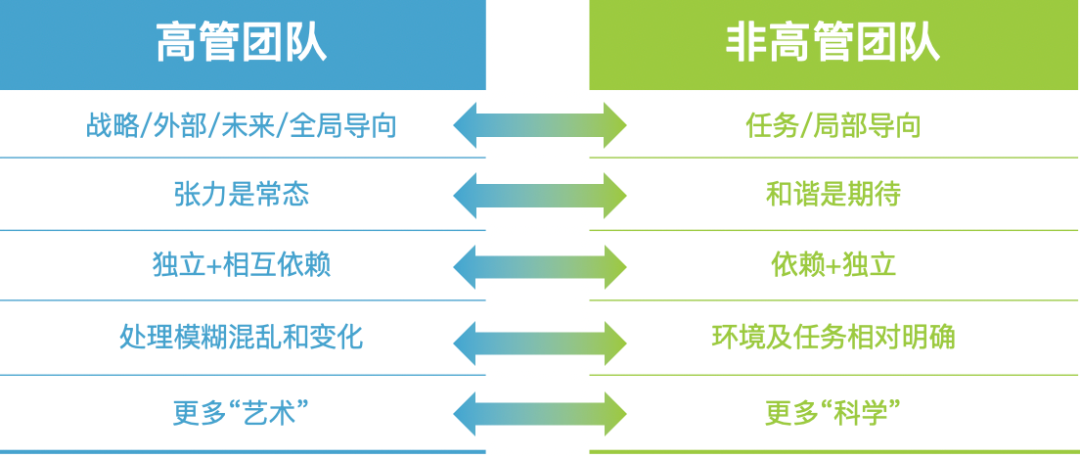 高管团队 非高管团队
战略/外部/未来/全局导向 任务/局部导向
张力是常态 和谐是期待
独立+相互依赖 依赖+独立
处理模糊混乱和变化 环境及任务相对明确
更多“艺术” 更多“科学”